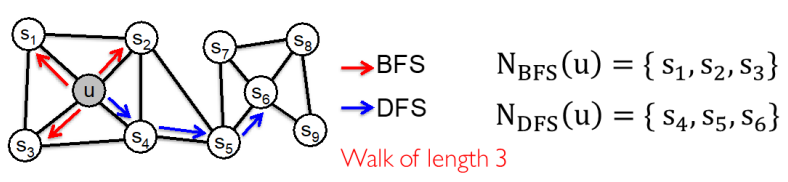 s₁
s₂
s₇
s₈
→BFS
N_BFS(u) = { s₁, s₂, s₃}
u
s₆
→DFS
N_DFS(u) = { s₄, s₅, s₆}
s₃
s₄
s₅
s₉
Walk of length 3